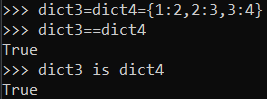 >>> dict3=dict4={1:2,2:3,3:4}
>>> dict3==dict4
True
>>> dict3 is dict4
True